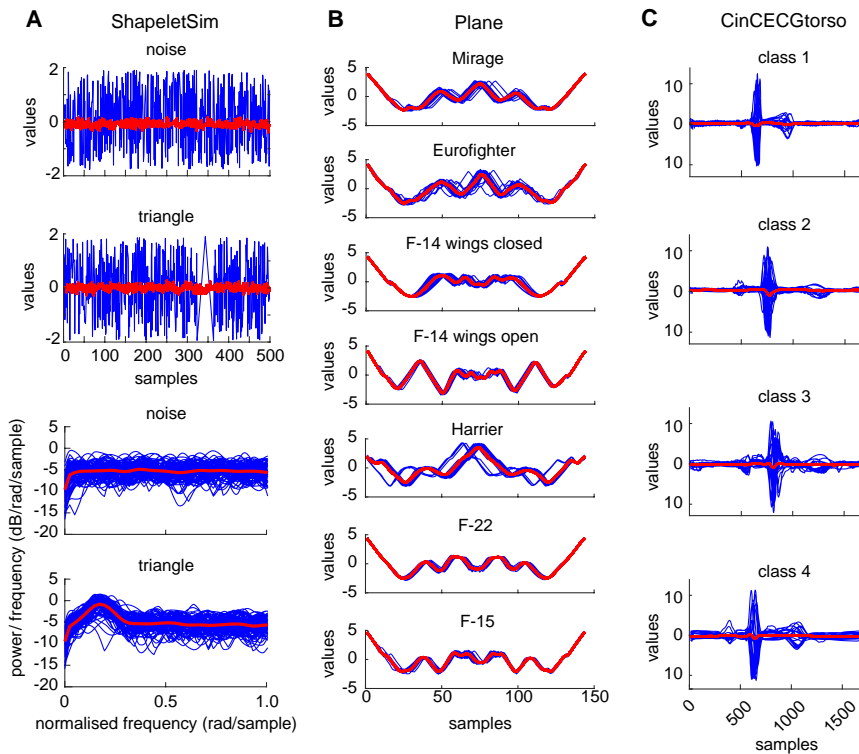 A
ShapeletSim
noise
2
0
-2
values
triangle
2
0
2
values
0 100 200 300 400 500
samples
noise
5
0
-5
-10
-15
-20
triangle
5
0
-5
-10
-15
-20
power/ frequency (dB/rad/sample)
0 0.5 1.0
normalised frequency (rad/sample)
B
Plane
Mirage
5
0
-5
values
Eurofighter
5
0
-5
values
F-14 wings closed
5
0
-5
values
F-14 wings open
5
0
-5
values
Harrier
5
0
-5
values
F-22
5
0
-5
values
F-15
5
0
-5
values
0 50 100 150
samples
C
CinCECGtorso
class 1
10
0
10
values
class 2
10
0
10
values
class 3
10
0
10
values
class 4
10
0
10
values
0 500 1000 1500
samples